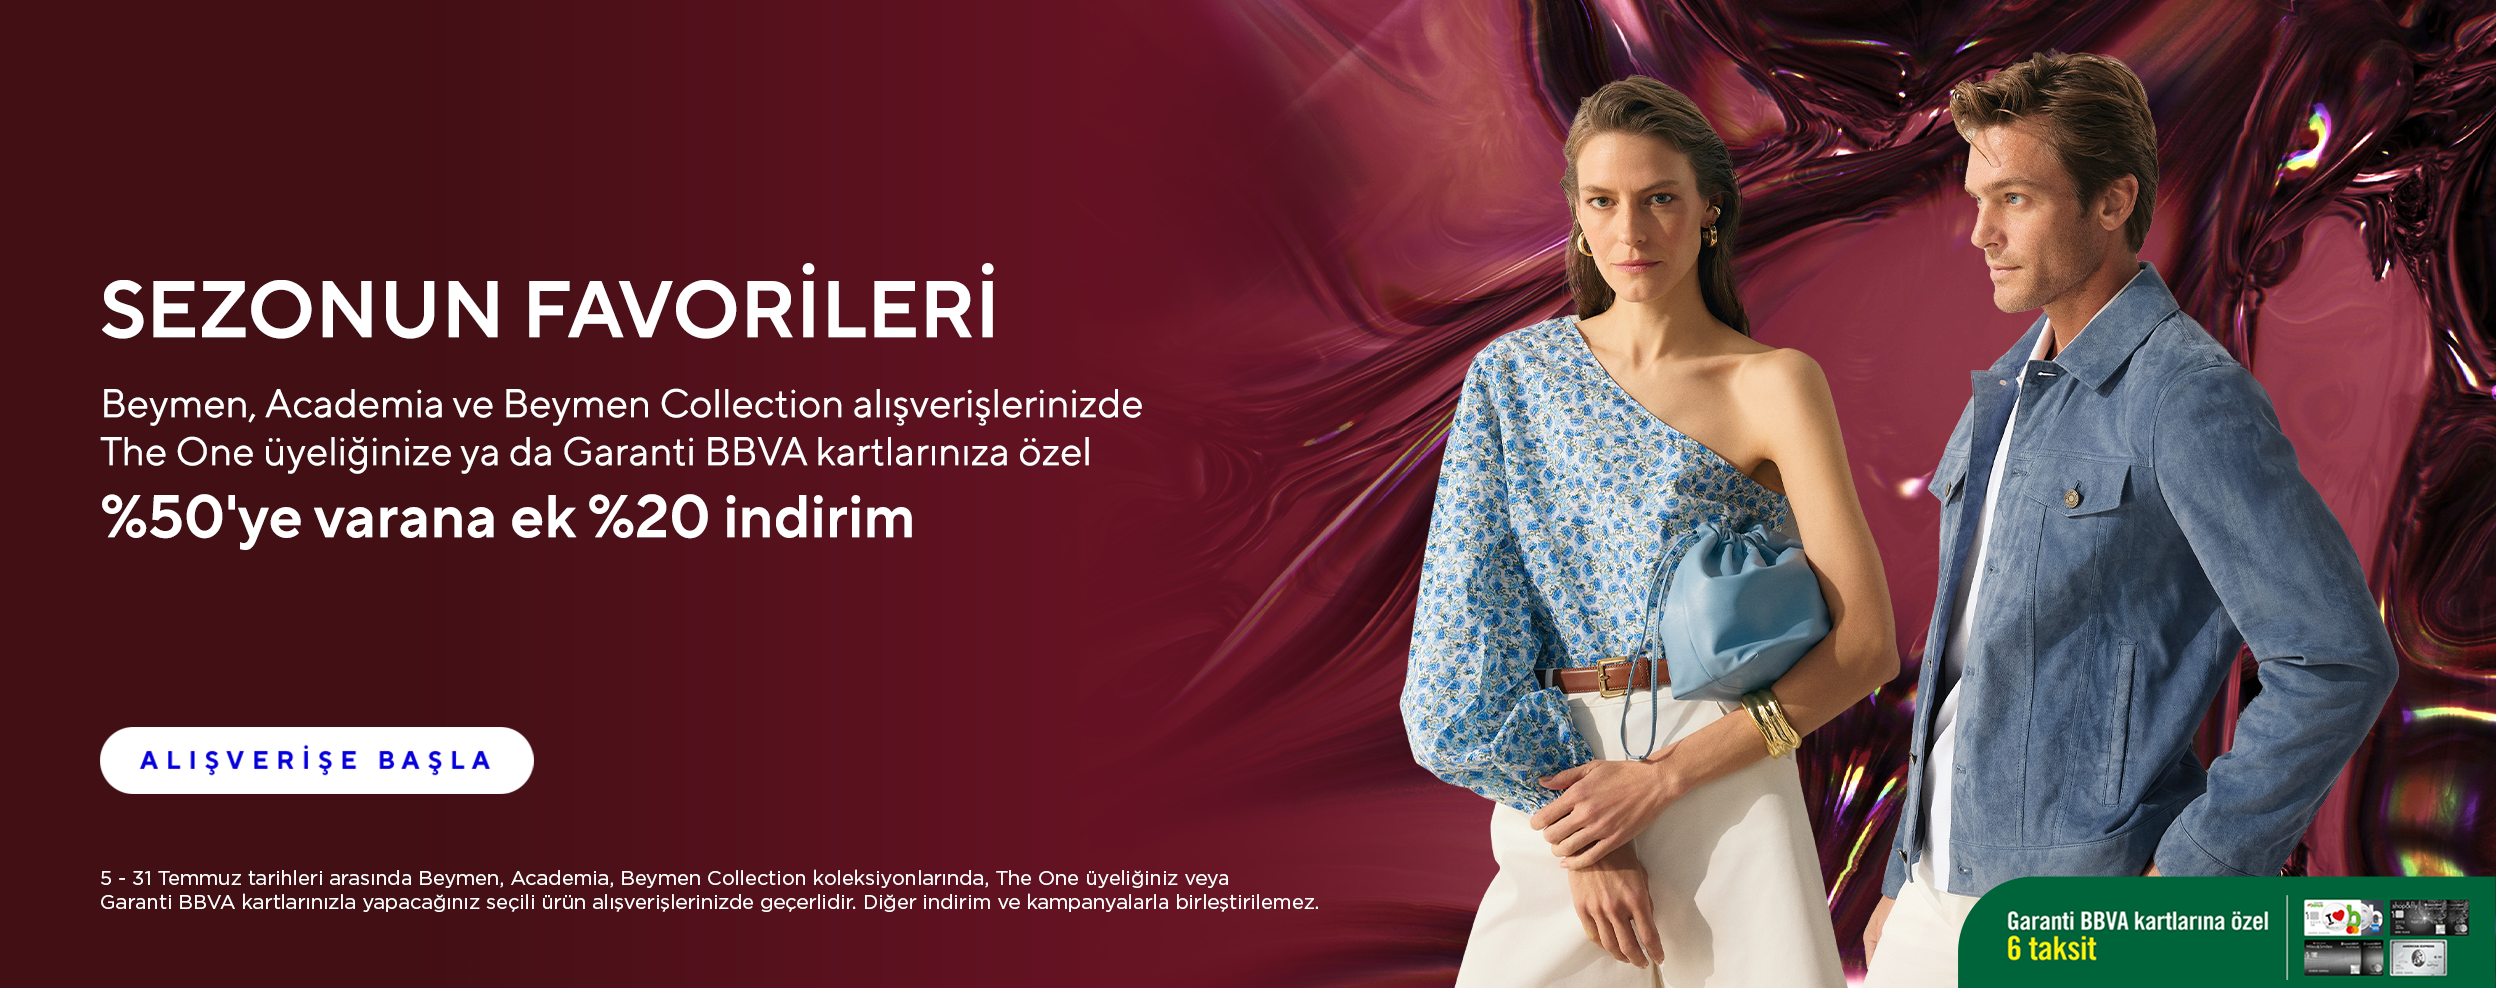 SEZONUN FAVORİLERİ
Beymen, Academia ve Beymen Collection alışverişlerinizde
The One üyeliğinize ya da Garanti BBVA kartlarınıza özel
%50'ye varana ek %20 indirim
ALIŞVERİŞE BAŞLA
5 - 31 Temmuz tarihleri arasında Beymen, Academia, Beymen Collection koleksiyonlarında, The One üyeliğiniz veya
Garanti BBVA kartlarınızla yapacağınız seçili ürün alışverişlerinizde geçerlidir. Diğer indirim ve kampanyalarla birleştirilemez.
Garanti BBVA kartlarına özel
6 taksit